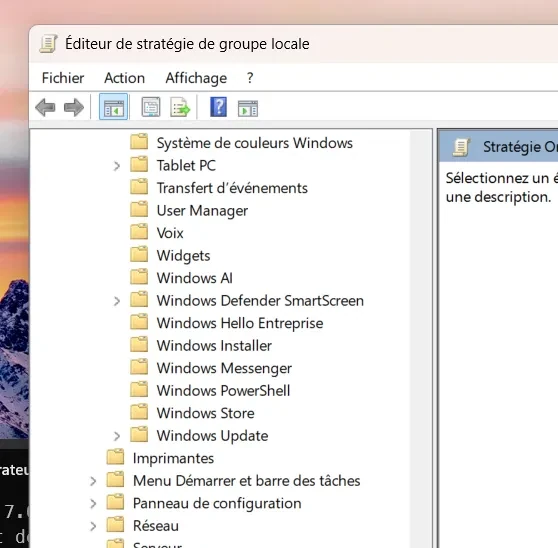 Éditeur de stratégie de groupe locale
Fichier Action Affichage ?
Système de couleurs Windows
Tablet PC
Transfert d’événements
User Manager
Voix
Widgets
Windows AI
Windows Defender SmartScreen
Windows Hello Entreprise
Windows Installer
Windows Messenger
Windows PowerShell
Windows Store
Windows Update
Imprimantes
Menu Démarrer et barre des tâches
Panneau de configuration
Réseau
Serveur
Stratégie
Sélectionnez un
une description.